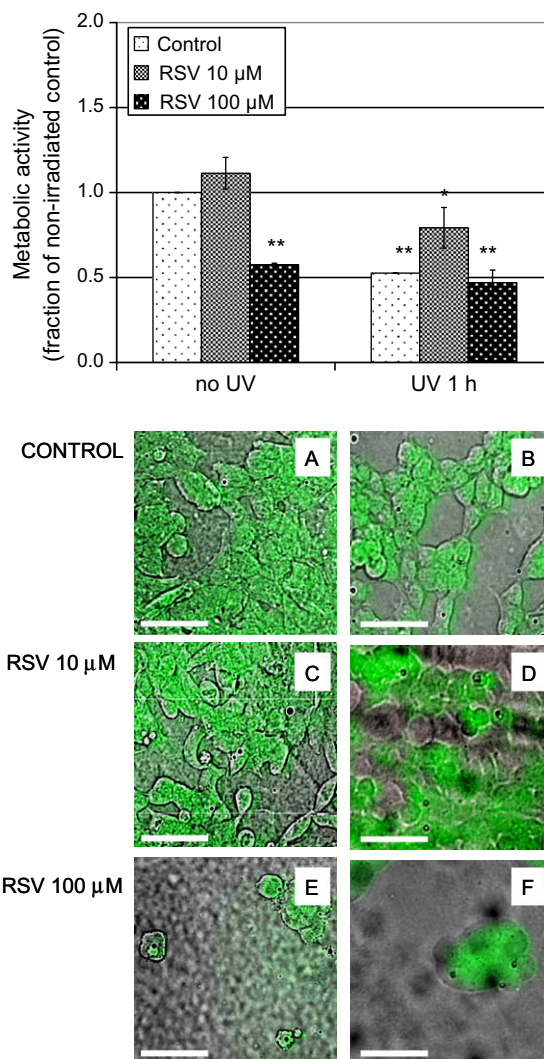 2.0
Control
RSV 10 µM
RSV 100 µM
1.5
1.0
0.5
0.0
Metabolic activity
(fraction of non-irradiated control)
**
**
*
**
no UV
UV 1 h
CONTROL
A
B
RSV 10 µM
C
D
RSV 100 µM
E
F